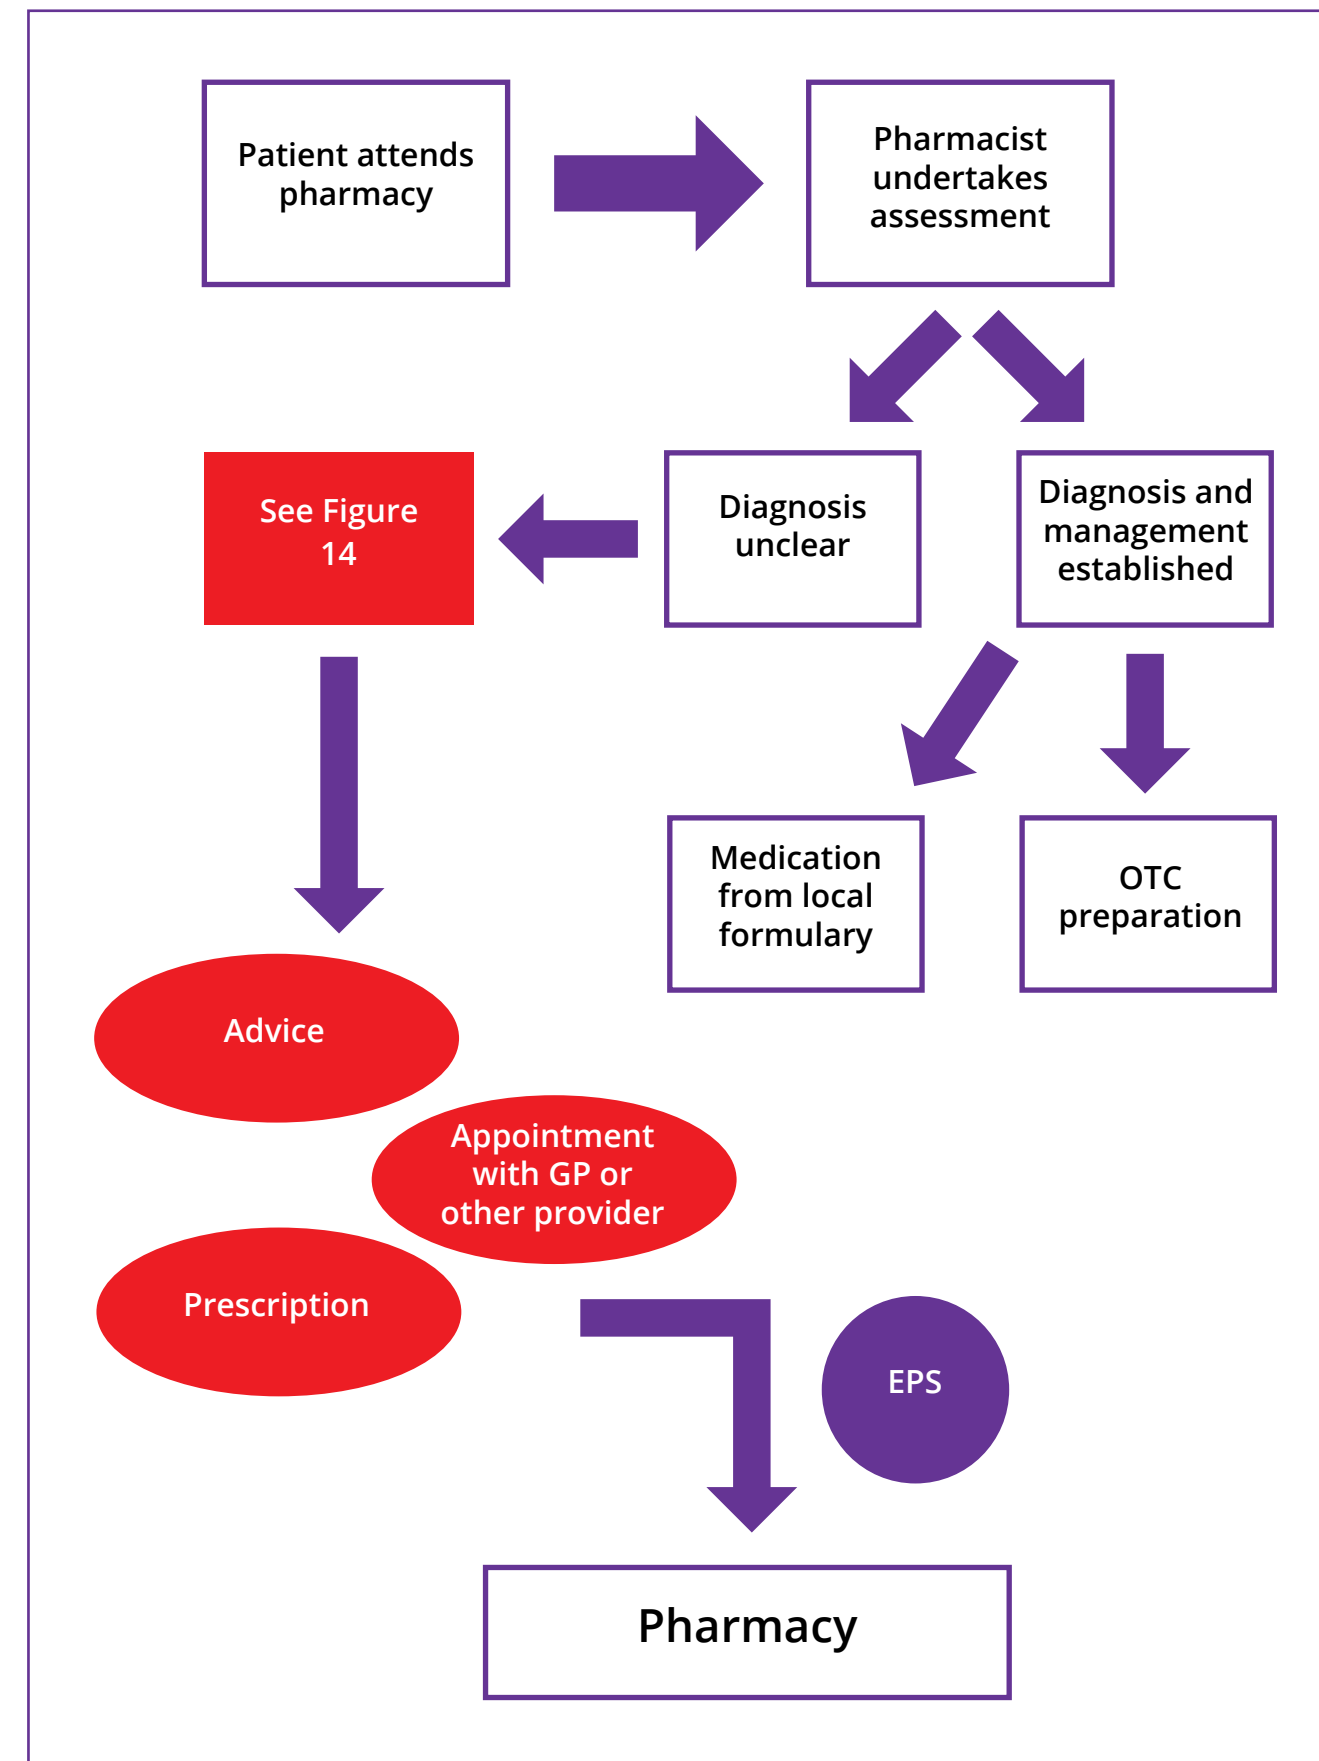 Patient attends
pharmacy
Pharmacist
undertakes
assessment
See Figure
14
Diagnosis
unclear
Diagnosis and
management
established
Medication
from local
formulary
OTC
preparation
Advice
Appointment
with GP or
other provider
Prescription
EPS
Pharmacy